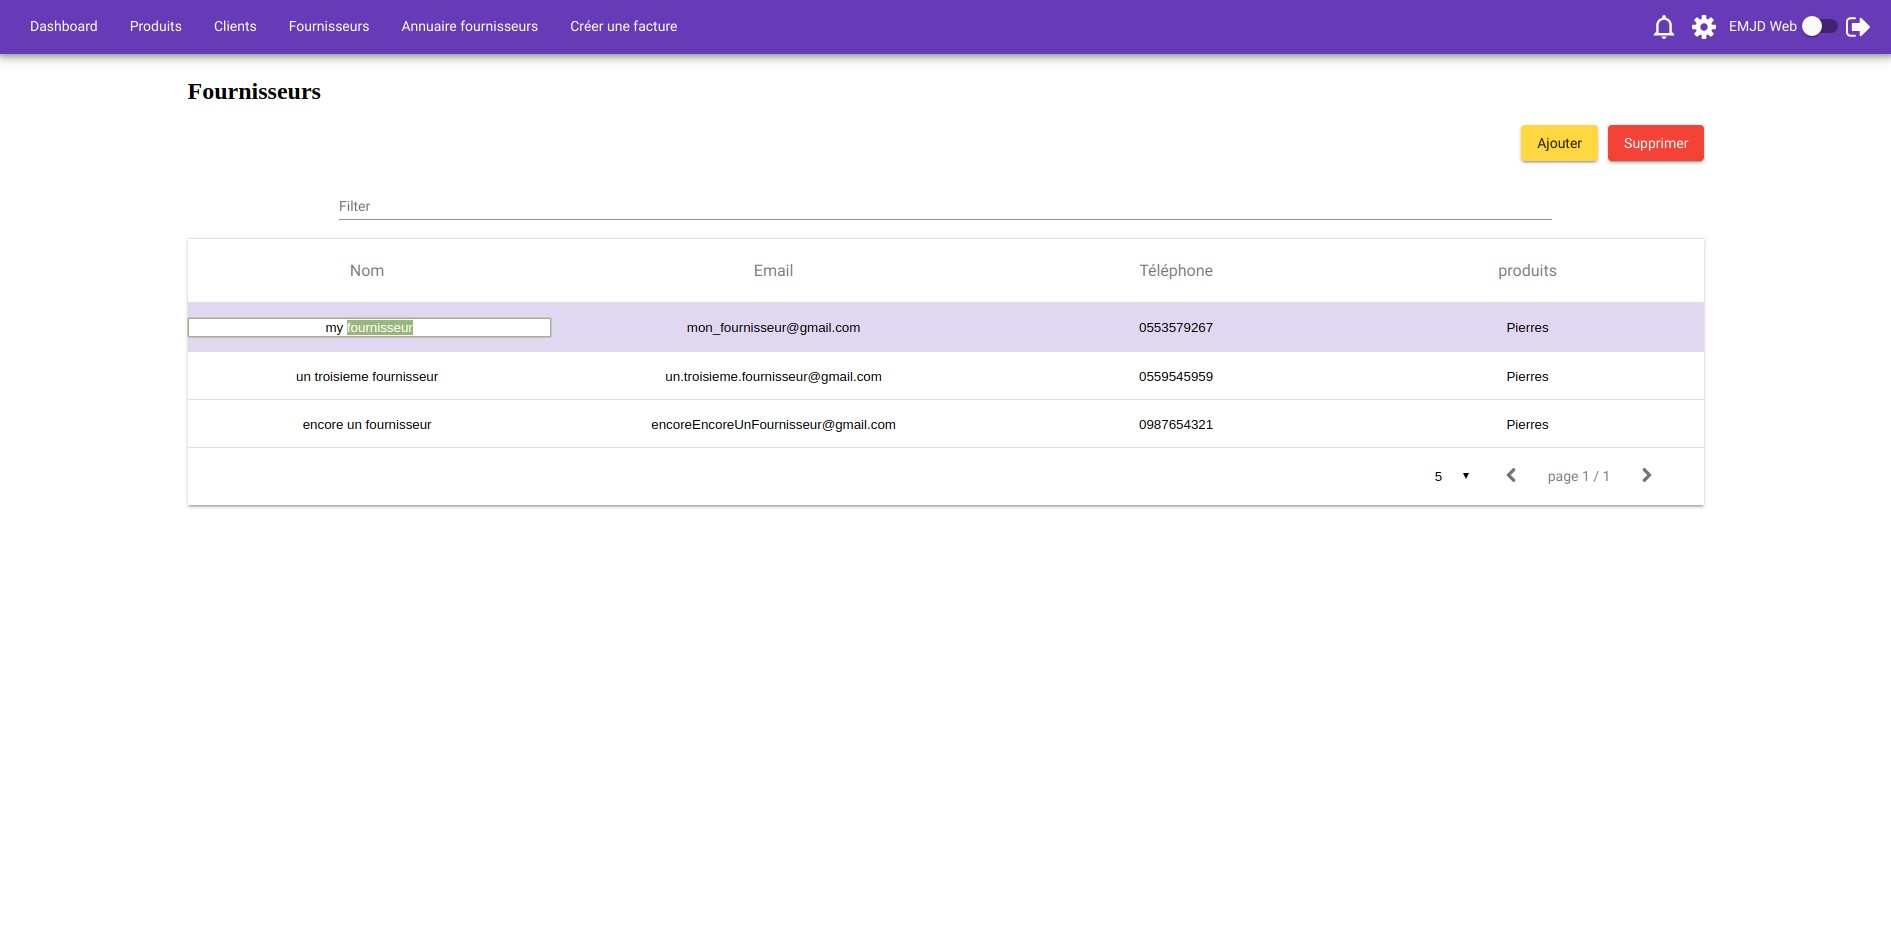 Dashboard Produits Clients Fournisseurs Annuaire fournisseurs Créer une facture EMJD Web
Fournisseurs
Ajouter Supprimer
Filter
Nom Email Téléphone produits
my fournisseur mon_fournisseur@gmail.com 0553579267 Pierres
un troisieme fournisseur un.troisieme.fournisseur@gmail.com 0559545959 Pierres
encore un fournisseur encoreEncoreUnFournisseur@gmail.com 0987654321 Pierres
5 page 1 / 1